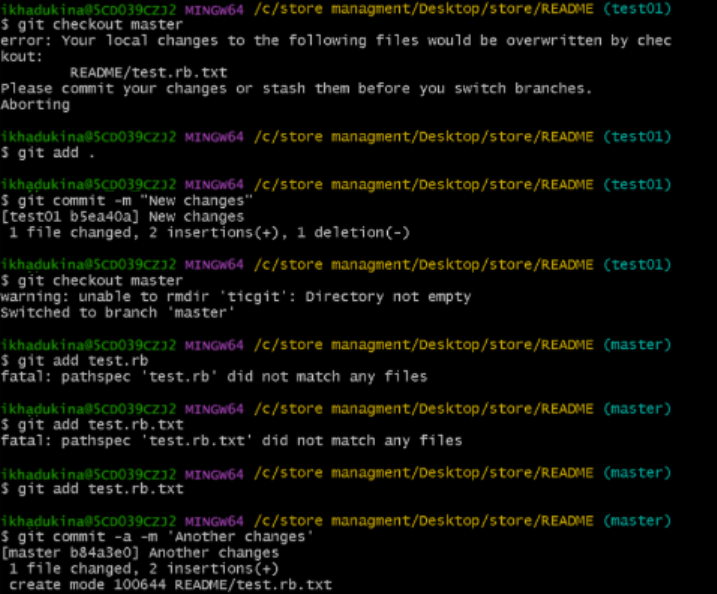 ikhadukina@5CD039CZJ2 MINGW64 /c/store managment/Desktop/store/README (test01)
$ git checkout master
error: Your local changes to the following files would be overwritten by chec
kout:
        README/test.rb.txt
Please commit your changes or stash them before you switch branches.
Aborting
ikhadukina@5CD039CZJ2 MINGW64 /c/store managment/Desktop/store/README (test01)
$ git add .
ikhadukina@5CD039CZJ2 MINGW64 /c/store managment/Desktop/store/README (test01)
$ git commit -m "New changes"
[test01 b5ea40a] New changes
 1 file changed, 2 insertions(+), 1 deletion(-)
ikhadukina@5CD039CZJ2 MINGW64 /c/store managment/Desktop/store/README (test01)
$ git checkout master
warning: unable to rmdir 'ticgit': Directory not empty
Switched to branch 'master'
ikhadukina@5CD039CZJ2 MINGW64 /c/store managment/Desktop/store/README (master)
$ git add test.rb
fatal: pathspec 'test.rb' did not match any files
ikhadukina@5CD039CZJ2 MINGW64 /c/store managment/Desktop/store/README (master)
$ git add test.rb.txt
fatal: pathspec 'test.rb.txt' did not match any files
ikhadukina@5CD039CZJ2 MINGW64 /c/store managment/Desktop/store/README (master)
$ git add test.rb.txt
ikhadukina@5CD039CZJ2 MINGW64 /c/store managment/Desktop/store/README (master)
$ git commit -a -m 'Another changes'
[master b84a3e0] Another changes
 1 file changed, 2 insertions(+)
 create mode 100644 README/test.rb.txt